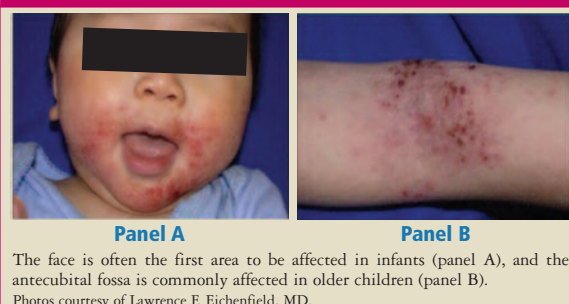 Panel A
Panel B
The face is often the first area to be affected in infants (panel A), and the
antecubital fossa is commonly affected in older children (panel B).
Photos courtesy of Lawrence F. Eichenfield, MD.